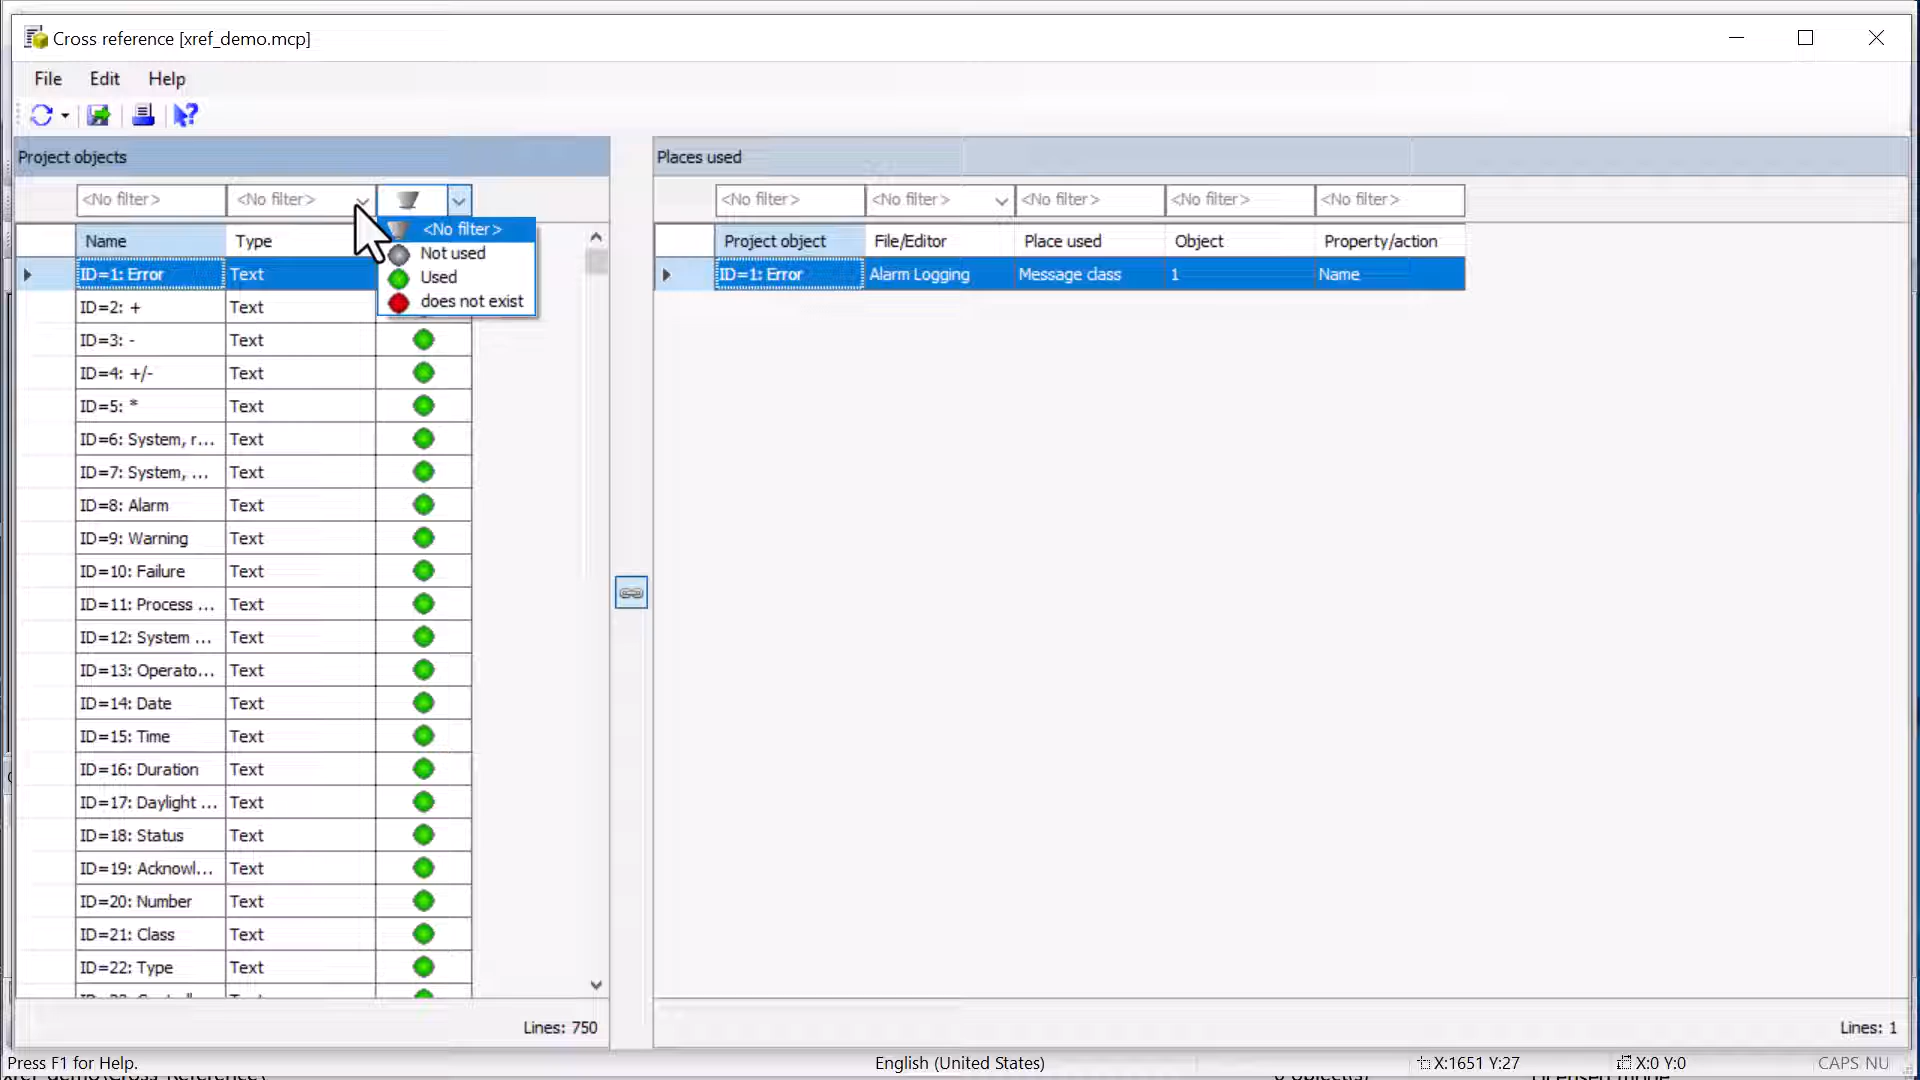 Cross reference [xref_demo.mcp]
File Edit Help
Project objects
Places used
<No filter> <No filter>
<No filter> <No filter> <No filter> <No filter> <No filter>
<No filter>
Not used
Used
does not exist
Name Type
Project object File/Editor Place used Object Property/action
ID=1: Error Text
ID=1: Error Alarm Logging Message class 1 Name
ID=2: + Text
ID=3: - Text
ID=4: +/- Text
ID=5: * Text
ID=6: System, r... Text
ID=7: System, ... Text
ID=8: Alarm Text
ID=9: Warning Text
ID=10: Failure Text
ID=11: Process ... Text
ID=12: System ... Text
ID=13: Operato... Text
ID=14: Date Text
ID=15: Time Text
ID=16: Duration Text
ID=17: Daylight ... Text
ID=18: Status Text
ID=19: Acknowl... Text
ID=20: Number Text
ID=21: Class Text
ID=22: Type Text
Lines: 750
Lines: 1
Press F1 for Help. English (United States) X:1651 Y:27 X:0 Y:0 CAPS NU